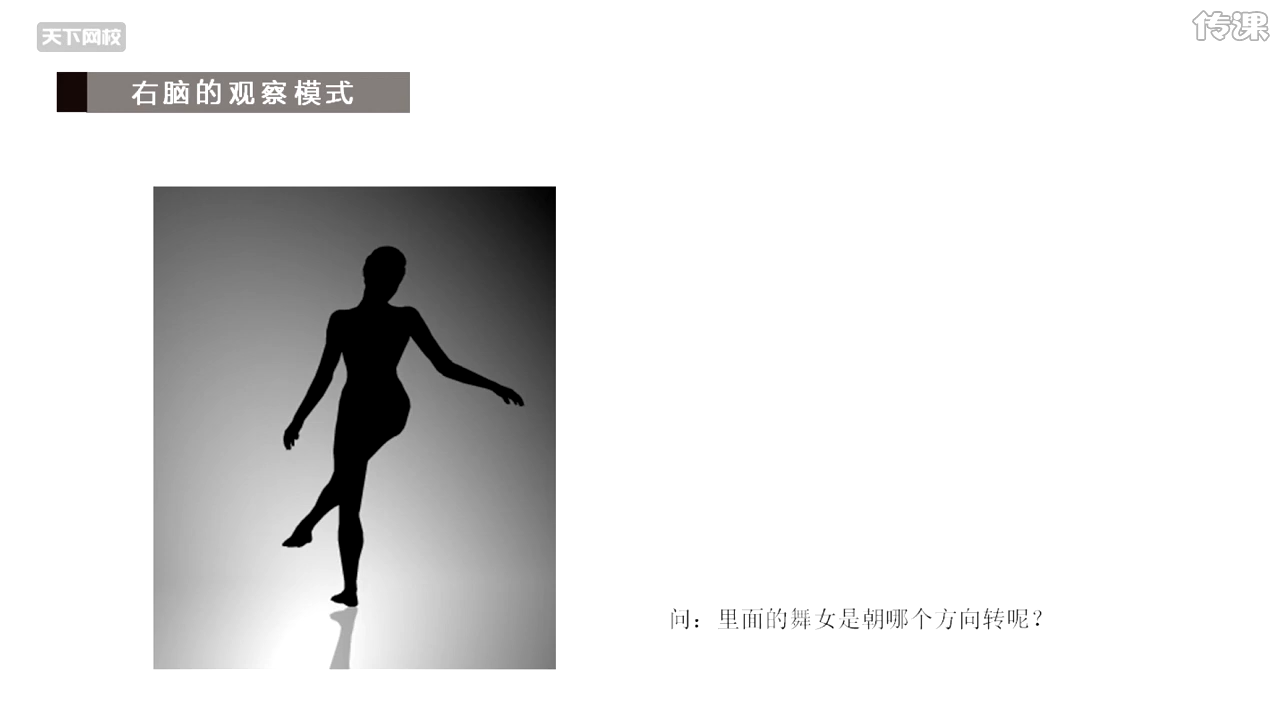 天下网校
传课
右脑的观察模式
问：里面的舞女是朝哪个方向转呢？